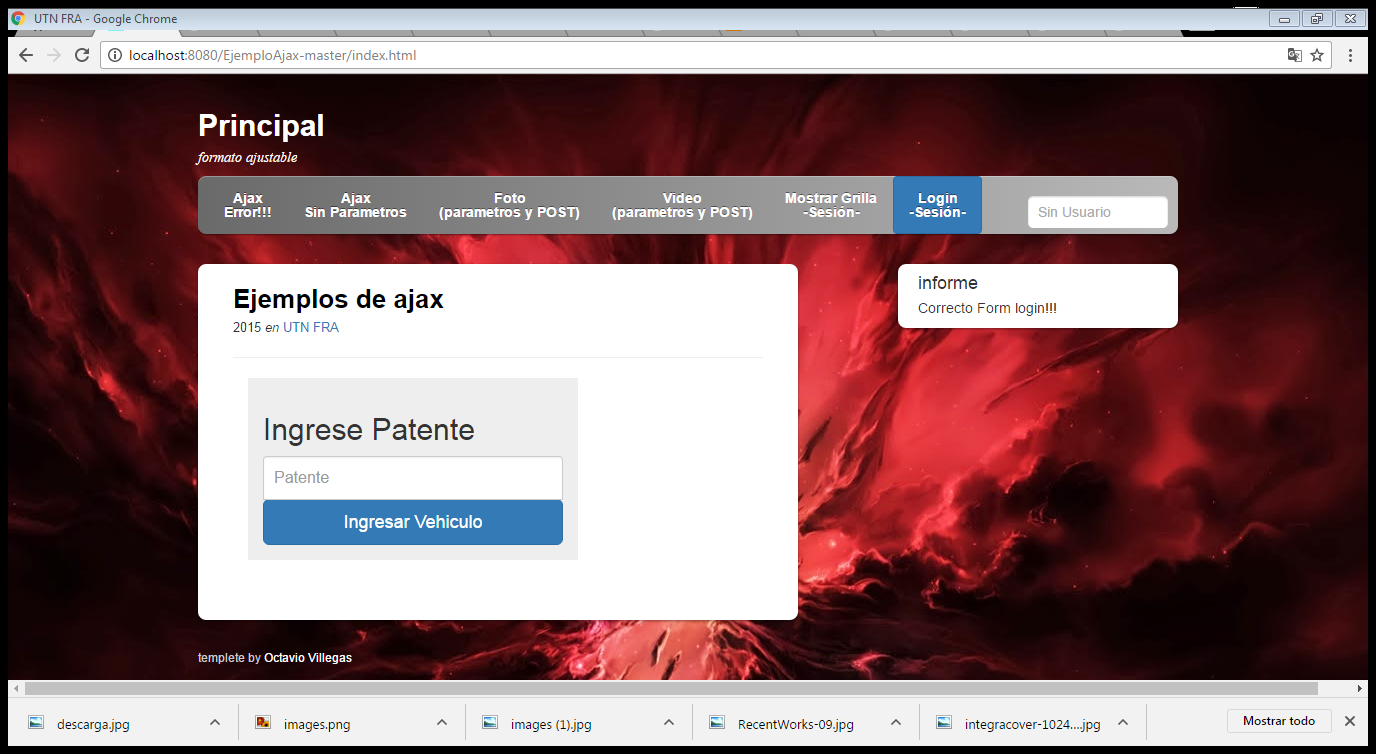 UTN FRA - Google Chrome
localhost:8080/EjemploAjax-master/index.html
Principal
formato ajustable
Ajax
Error!!!
Ajax
Sin Parametros
Foto
(parametros y POST)
Video
(parametros y POST)
Mostrar Grilla
-Sesión-
Login
-Sesión-
Sin Usuario
Ejemplos de ajax
2015 en UTN FRA
informe
Correcto Form login!!!
Ingrese Patente
Patente
Ingresar Vehiculo
templete by Octavio Villegas
descarga.jpg
images.png
images (1).jpg
RecentWorks-09.jpg
integracover-1024....jpg
Mostrar todo